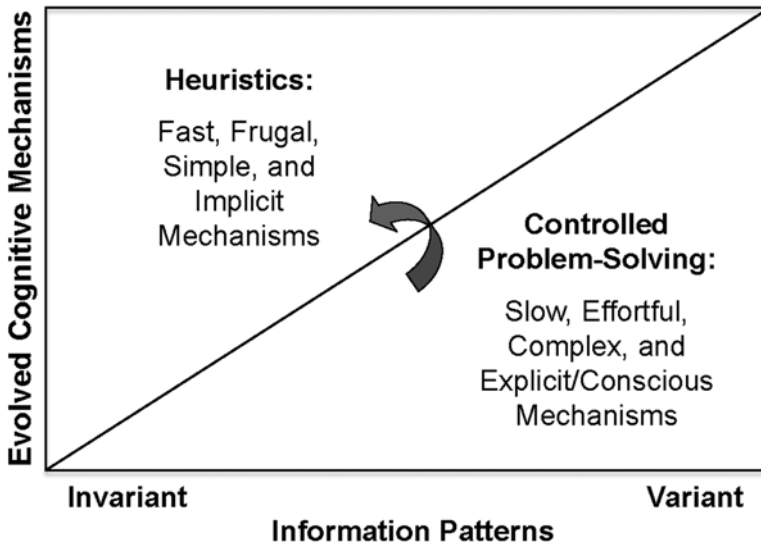 Evolved Cognitive Mechanisms
Heuristics:
Fast, Frugal,
Simple, and
Implicit
Mechanisms
Controlled
Problem-Solving:
Slow, Effortful,
Complex, and
Explicit/Conscious
Mechanisms
Invariant
Variant
Information Patterns